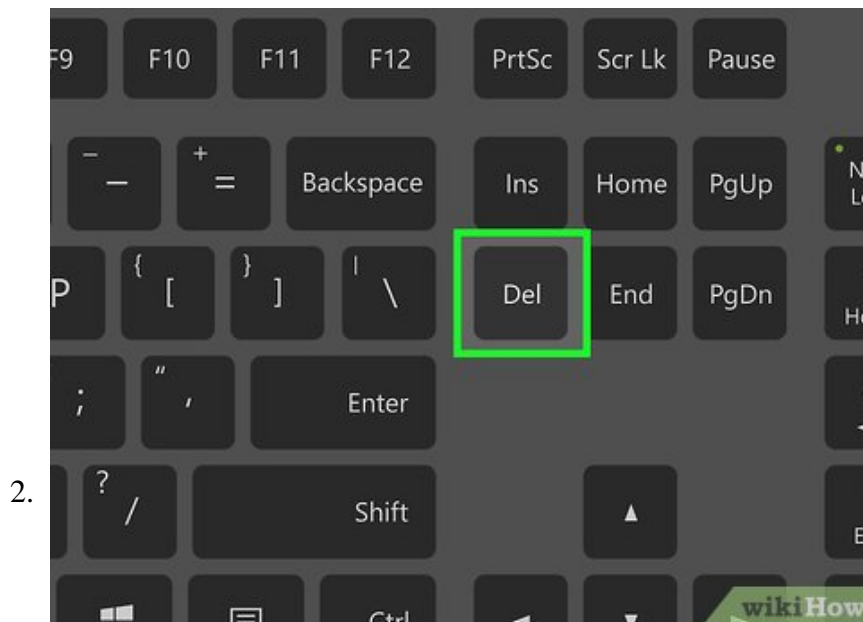 F9 F10 F11 F12 PrtSc Scr Lk Pause
_ - + = Backspace Ins Home PgUp
P { [ } ] | \ Del End PgDn
; " ' Enter
2. ? / Shift
Ctrl
wikiHow